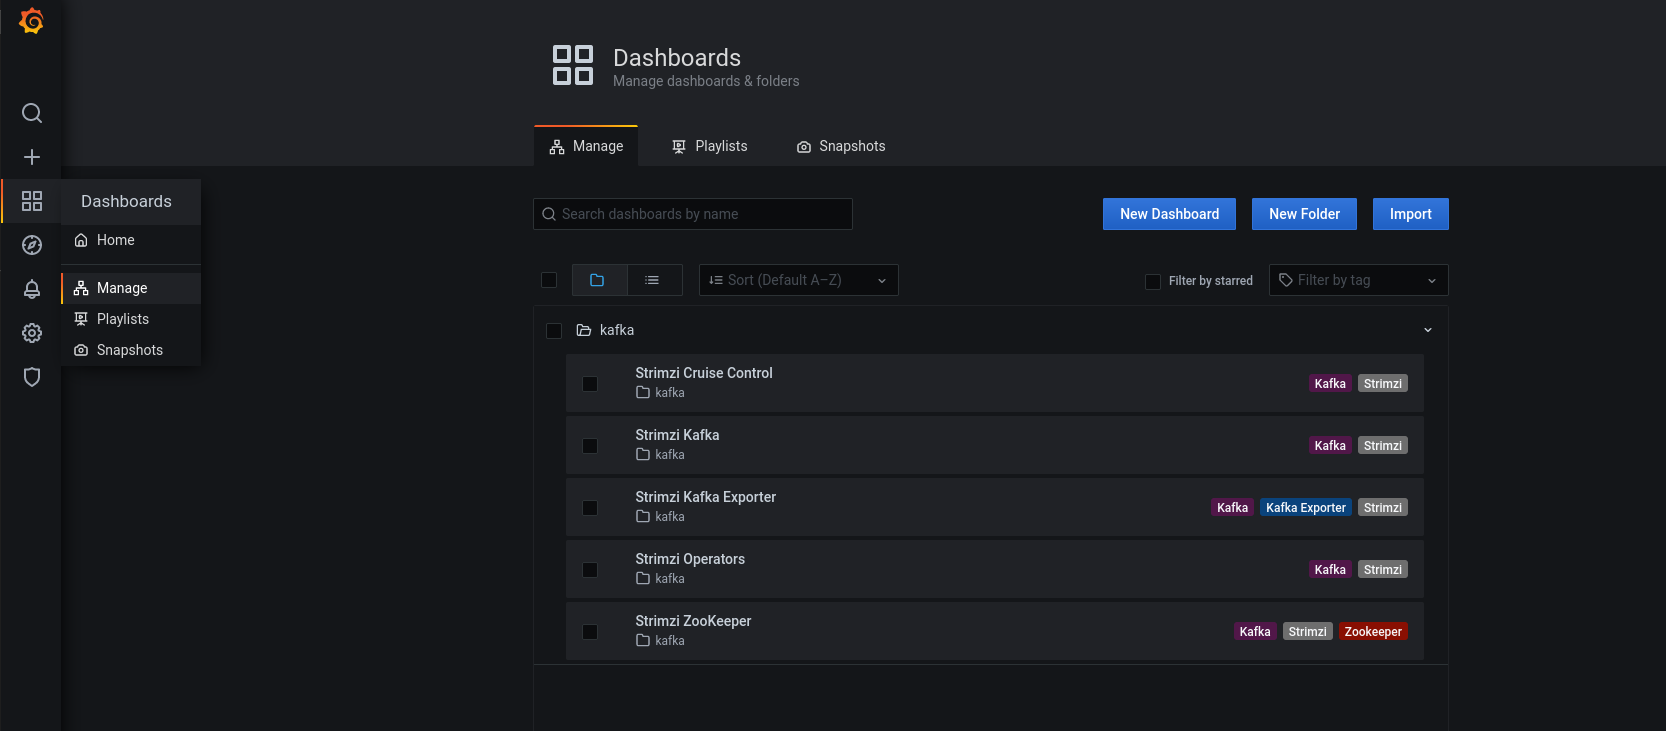 Dashboards
Manage dashboards & folders
Manage
Playlists
Snapshots
Dashboards
Home
Manage
Playlists
Snapshots
Search dashboards by name
New Dashboard
New Folder
Import
Sort (Default A–Z)
Filter by starred
Filter by tag
kafka
Strimzi Cruise Control
kafka
Kafka Strimzi
Strimzi Kafka
kafka
Kafka Strimzi
Strimzi Kafka Exporter
kafka
Kafka Kafka Exporter Strimzi
Strimzi Operators
kafka
Kafka Strimzi
Strimzi ZooKeeper
kafka
Kafka Strimzi Zookeeper